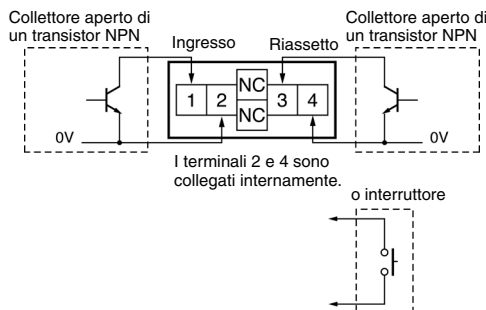 Collettore aperto di
un transistor NPN
Collettore aperto di
un transistor NPN
Ingresso
Riassetto
NC
1 2 3 4
NC
0V
0V
I terminali 2 e 4 sono
collegati internamente.
o interruttore